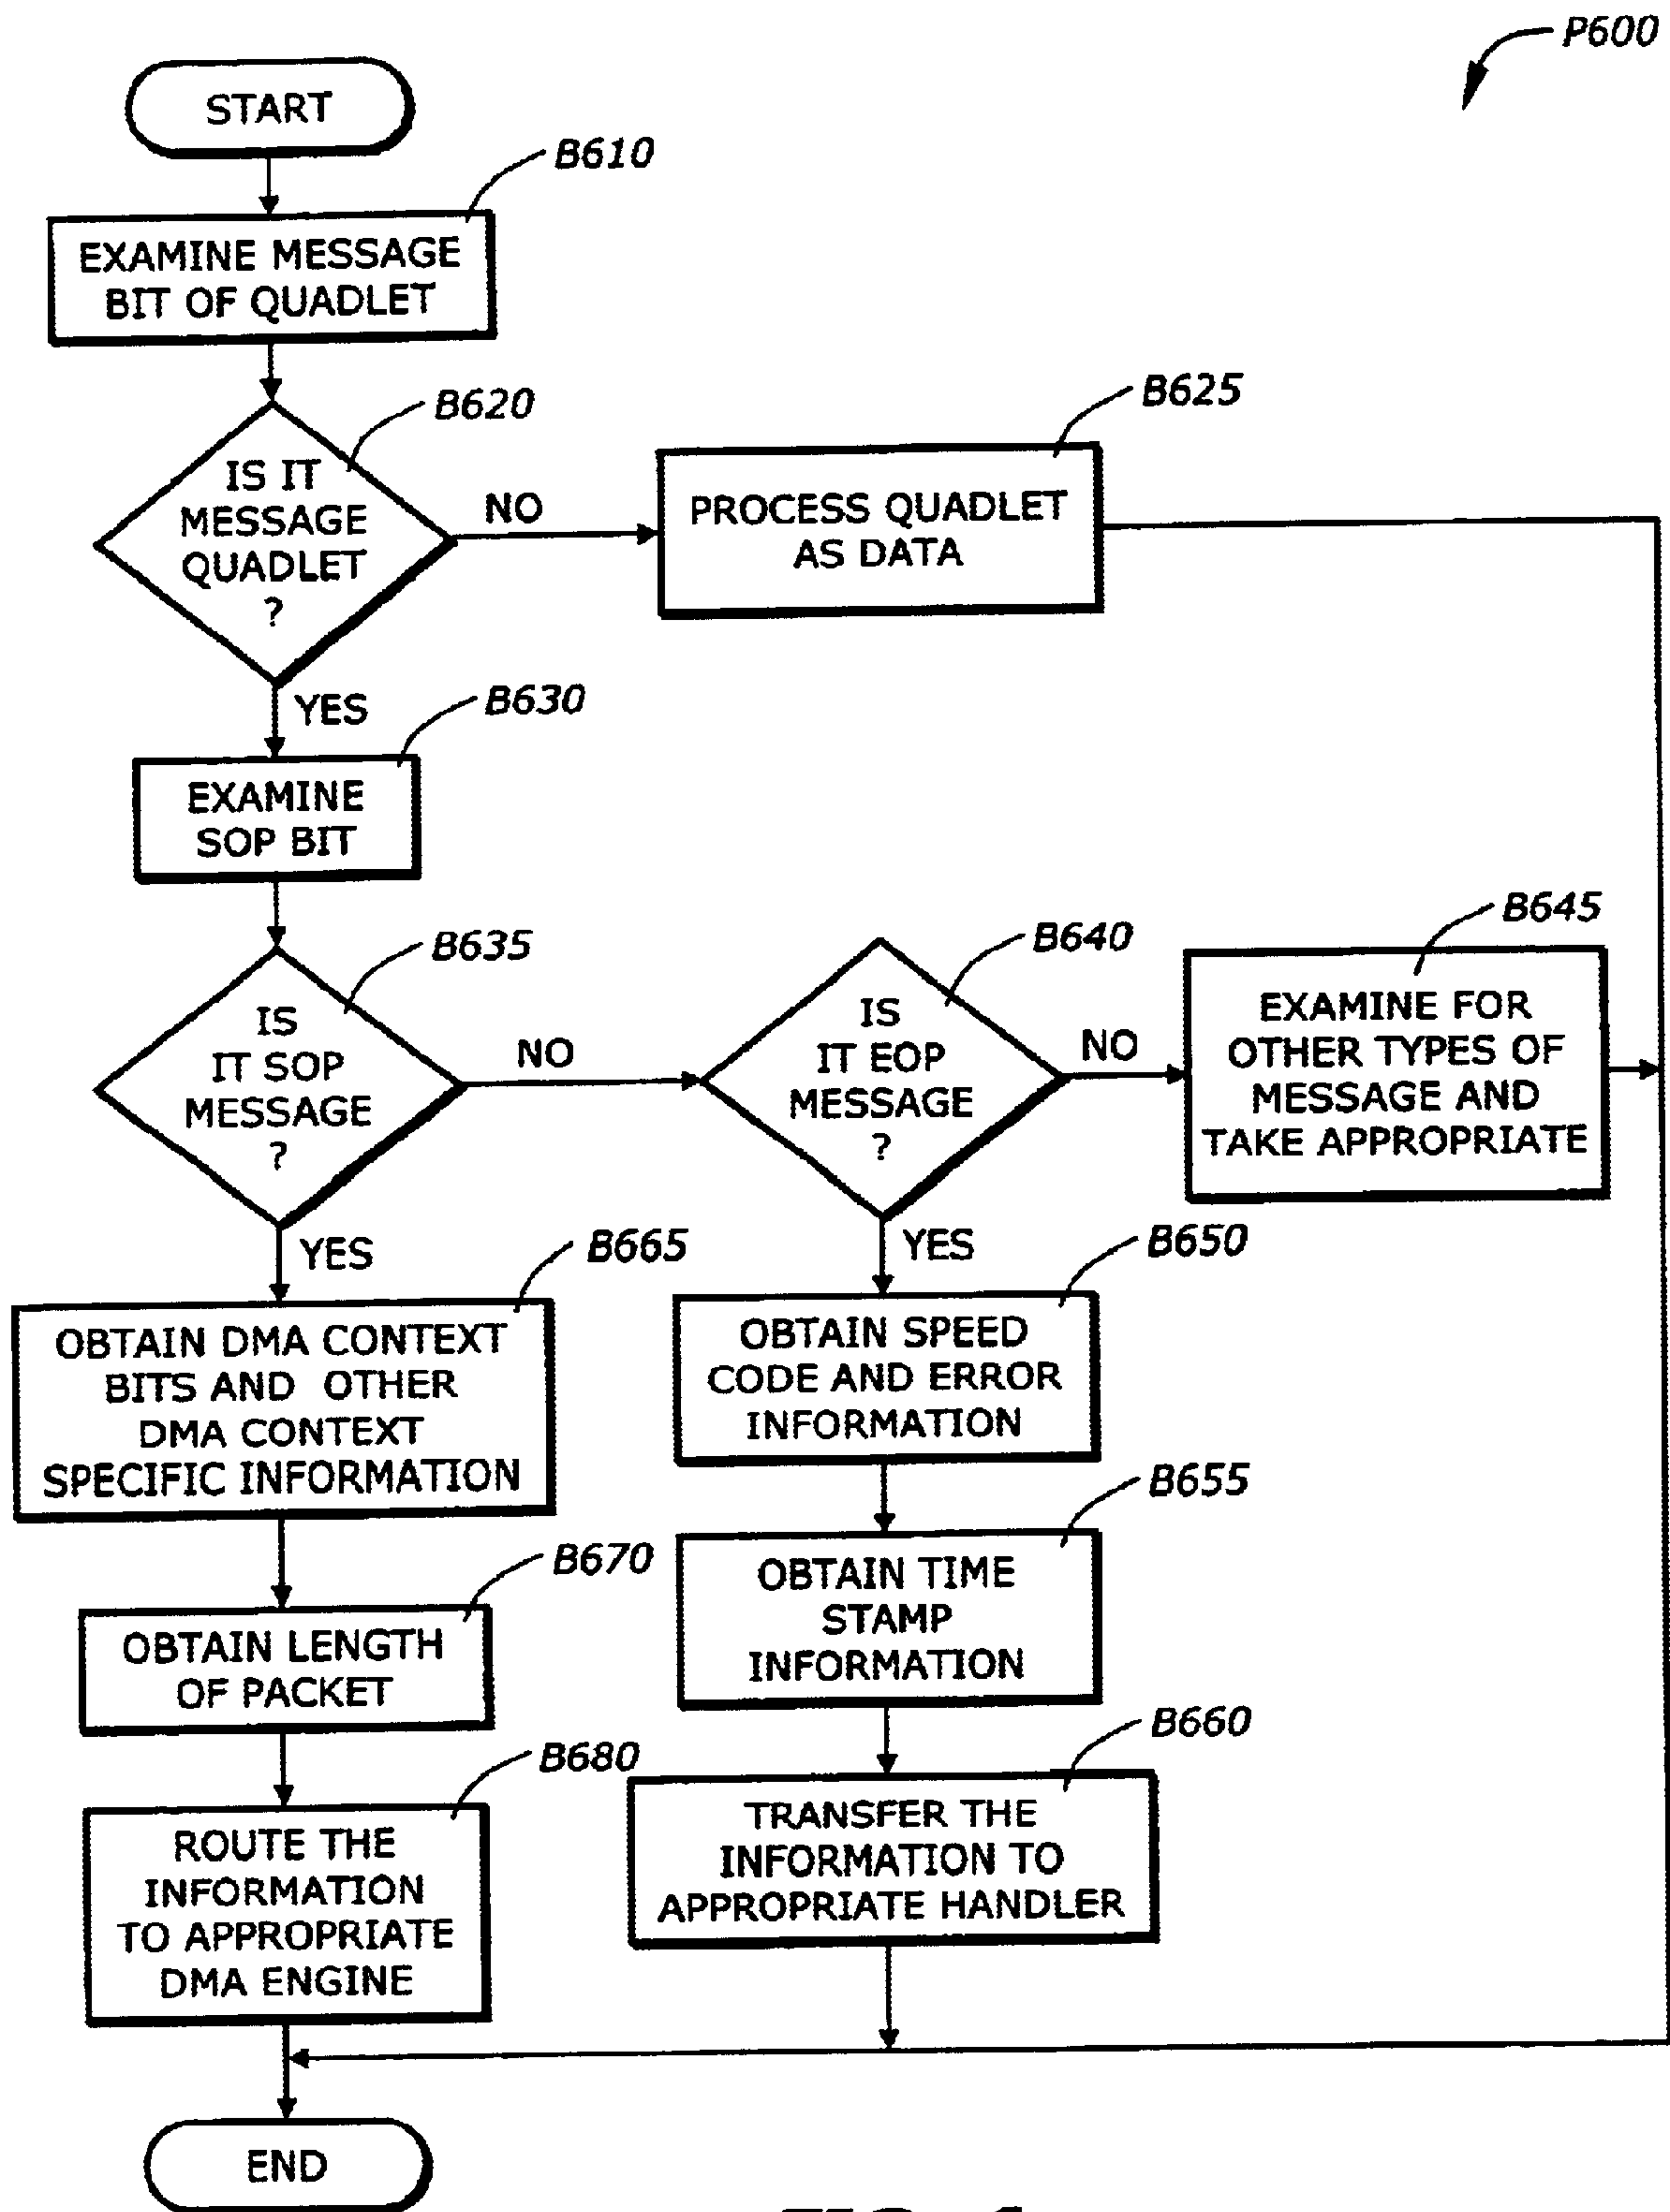 P600
START
B610
EXAMINE MESSAGE
BIT OF QUADLET
B620
IS IT
MESSAGE
QUADLET
?
NO
B625
PROCESS QUADLET
AS DATA
YES
B630
EXAMINE
SOP BIT
B635
IS
IT SOP
MESSAGE
?
NO
B640
IS
IT EOP
MESSAGE
?
NO
B645
EXAMINE FOR
OTHER TYPES OF
MESSAGE AND
TAKE APPROPRIATE
YES
B665
OBTAIN DMA CONTEXT
BITS AND OTHER
DMA CONTEXT
SPECIFIC INFORMATION
YES
B650
OBTAIN SPEED
CODE AND ERROR
INFORMATION
B655
OBTAIN TIME
STAMP
INFORMATION
B670
OBTAIN LENGTH
OF PACKET
B660
TRANSFER THE
INFORMATION TO
APPROPRIATE HANDLER
B680
ROUTE THE
INFORMATION
TO APPROPRIATE
DMA ENGINE
END